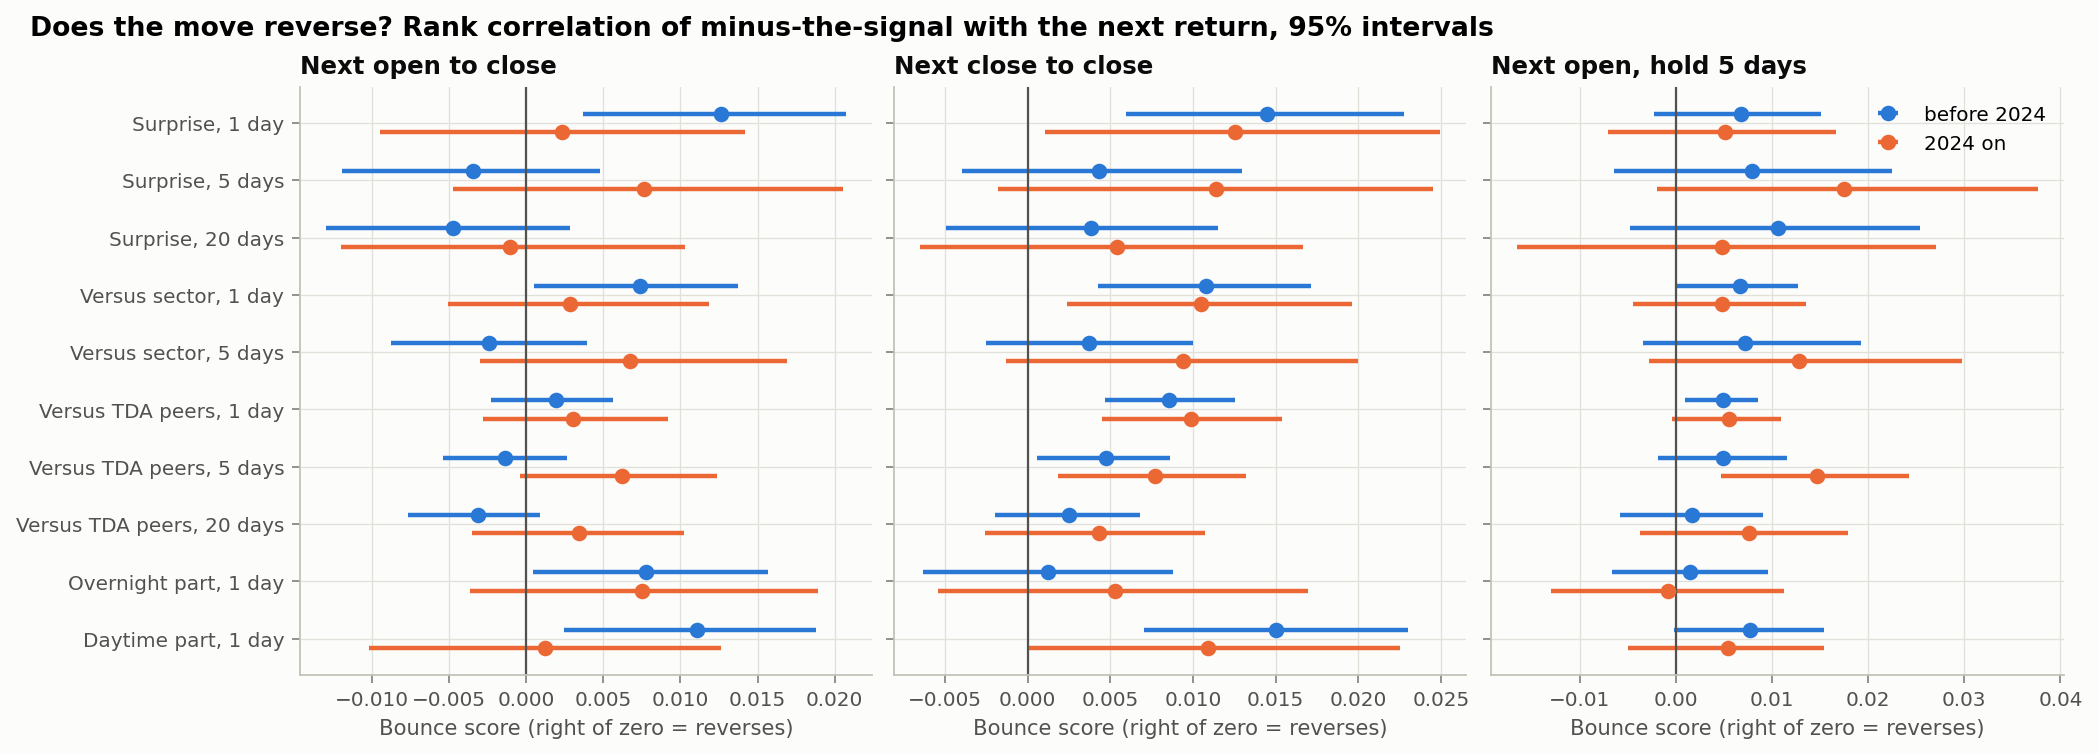 Does the move reverse? Rank correlation of minus-the-signal with the next return, 95% intervals
Next open to close
Next close to close
Next open, hold 5 days
before 2024
2024 on
Surprise, 1 day
Surprise, 5 days
Surprise, 20 days
Versus sector, 1 day
Versus sector, 5 days
Versus TDA peers, 1 day
Versus TDA peers, 5 days
Versus TDA peers, 20 days
Overnight part, 1 day
Daytime part, 1 day
−0.010 −0.005 0.000 0.005 0.010 0.015 0.020
−0.005 0.000 0.005 0.010 0.015 0.020 0.025
−0.01 0.00 0.01 0.02 0.03 0.04
Bounce score (right of zero = reverses)
Bounce score (right of zero = reverses)
Bounce score (right of zero = reverses)